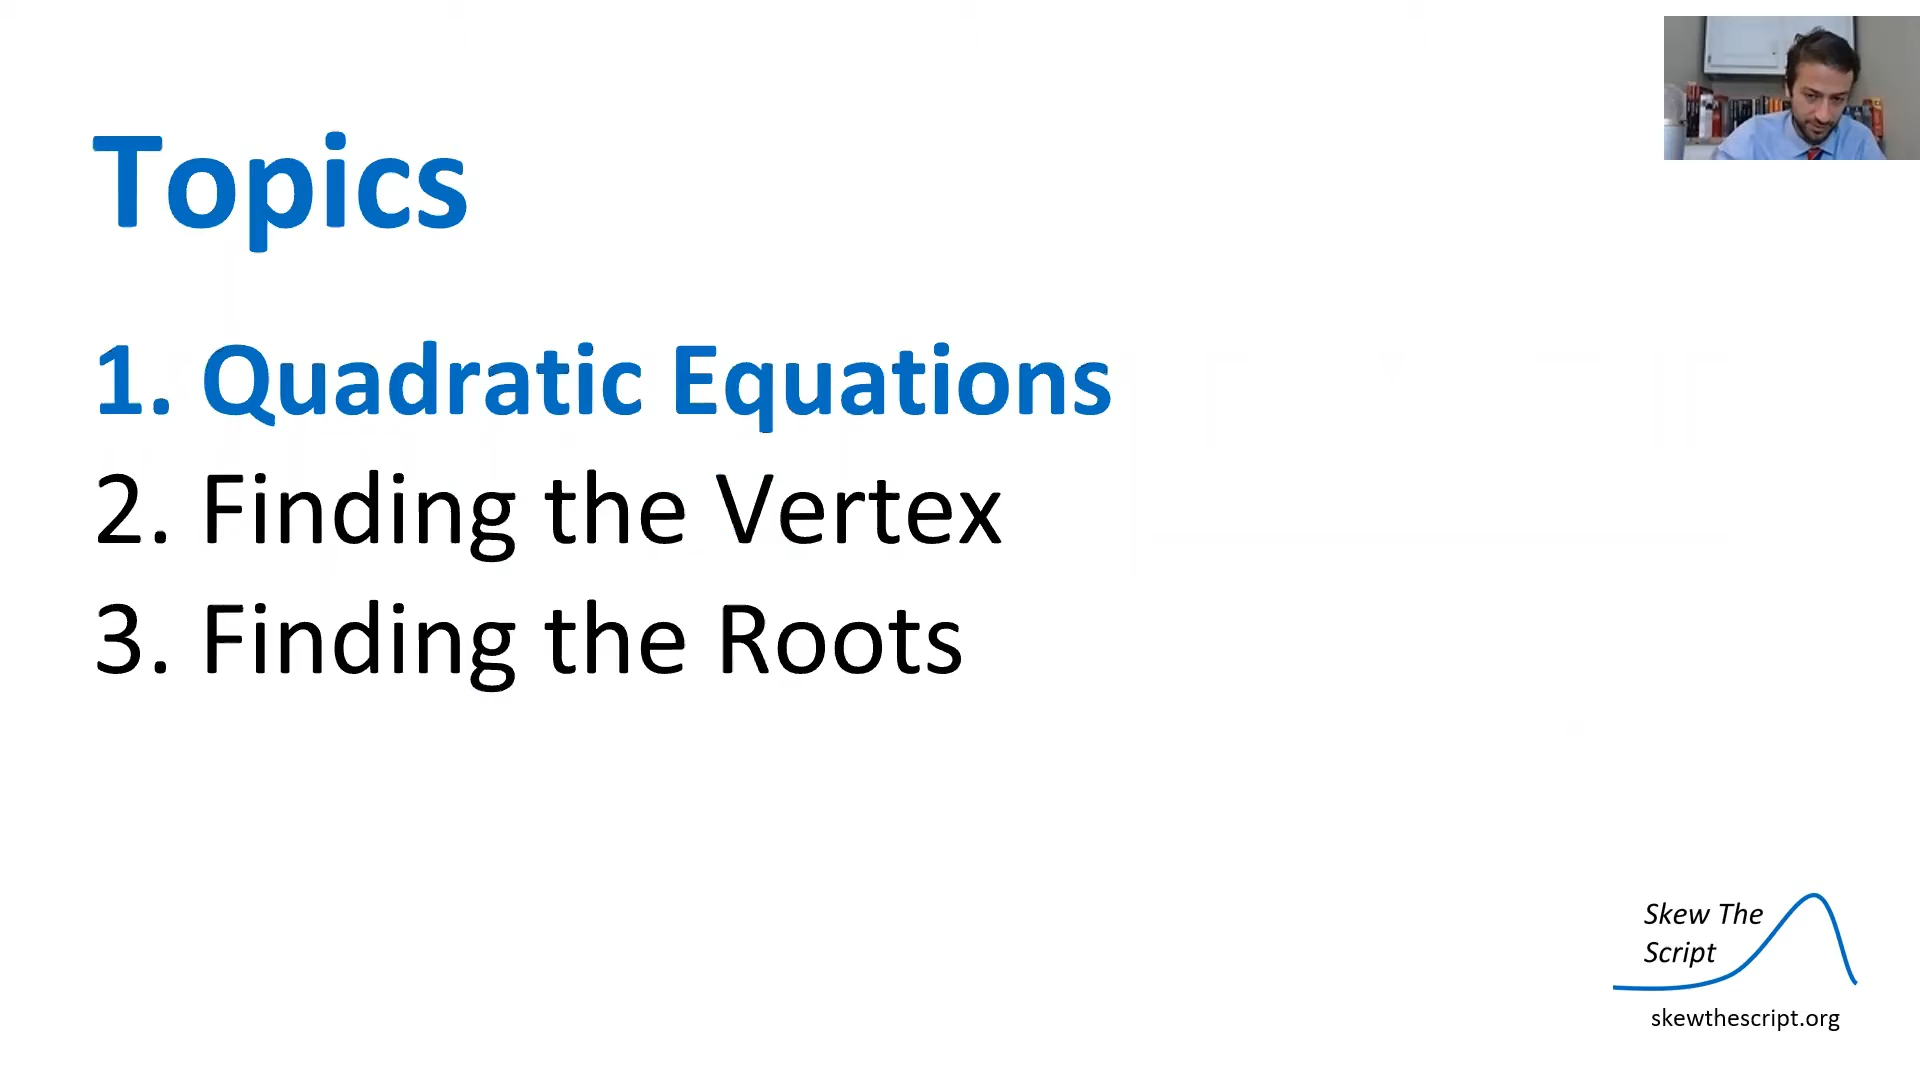 Topics
1. Quadratic Equations
2. Finding the Vertex
3. Finding the Roots
Skew The
Script
skewthescript.org